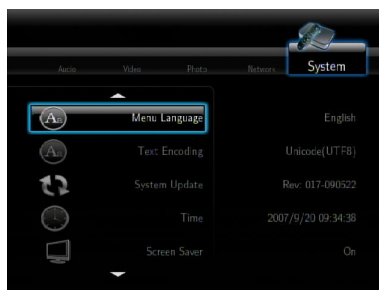 Audio Video Photo Network System
Menu Language English
Text Encoding Unicode(UTF8)
System Update Rev: 017-090522
Time 2007/9/20 09:34:38
Screen Saver On